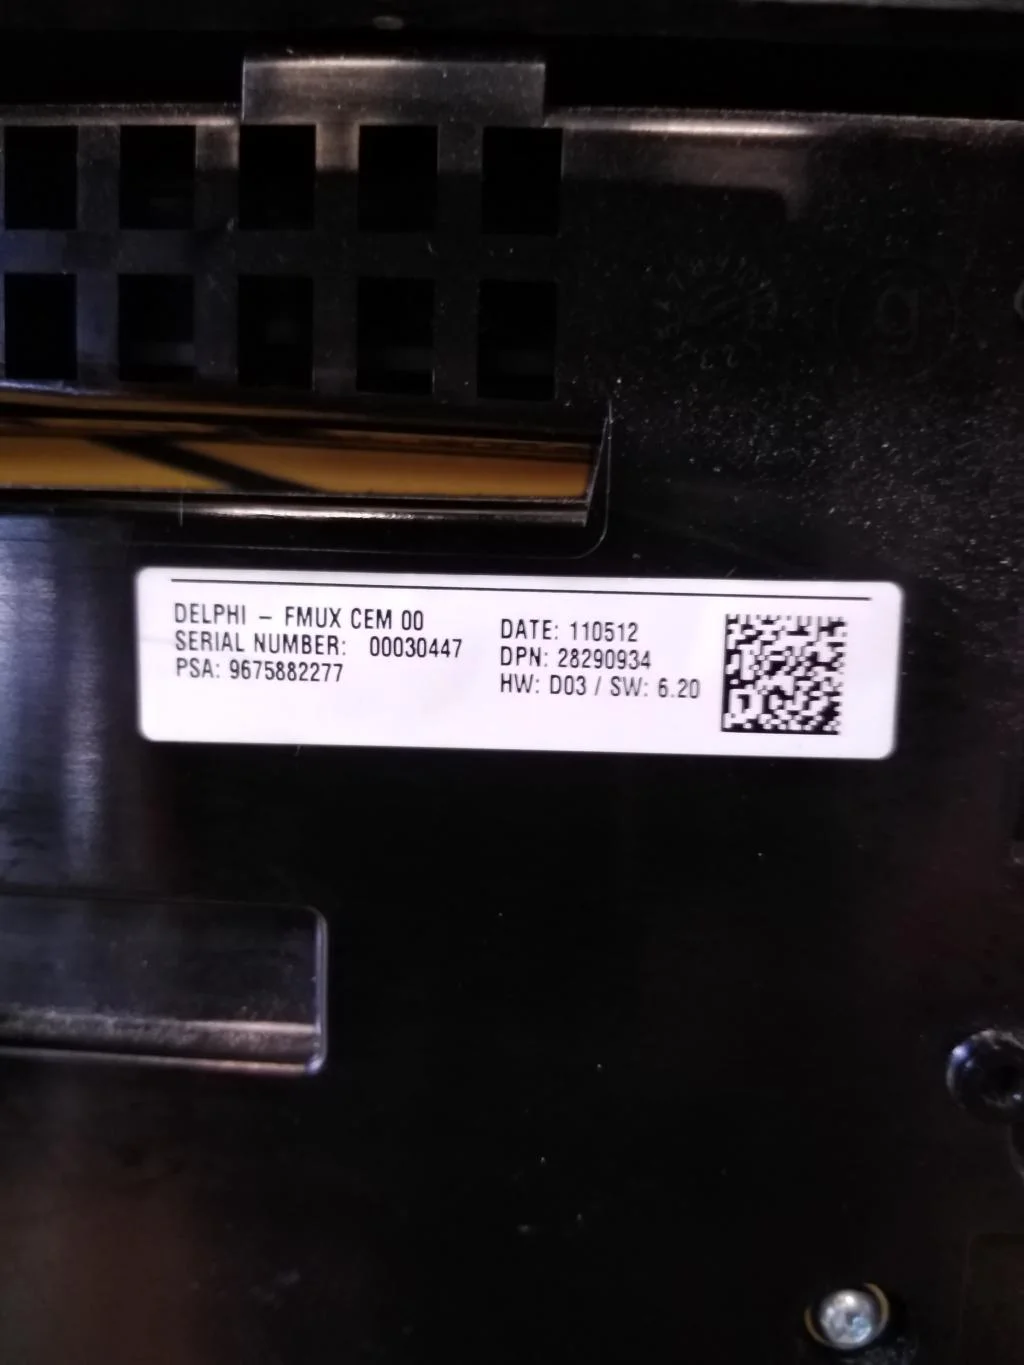 DELPHI – FMUX CEM 00
SERIAL NUMBER: 00030447
PSA: 9675882277
DATE: 110512
DPN: 28290934
HW: D03 / SW: 6.20